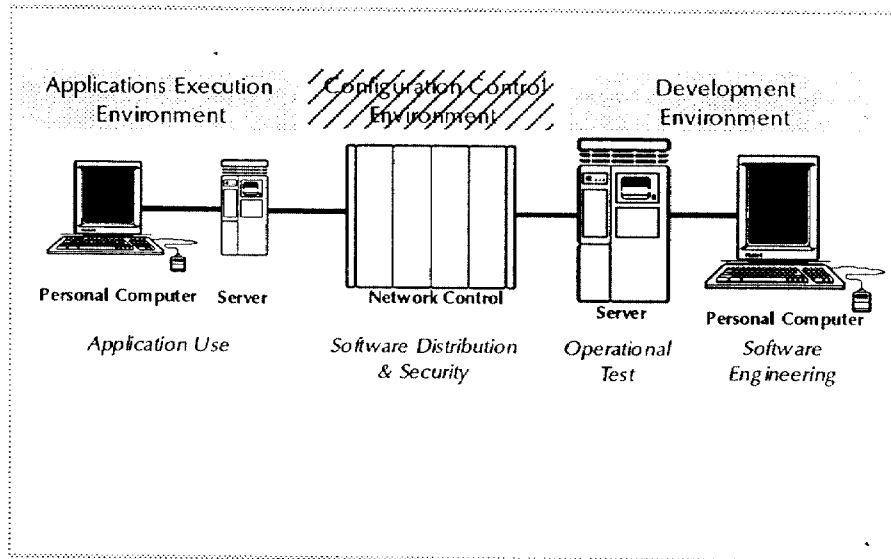 Applications Execution
Environment
Configuration Control
Environment
Development
Environment
Personal Computer
Server
Network Control
Server
Personal Computer
Application Use
Software Distribution
& Security
Operational
Test
Software
Engineering